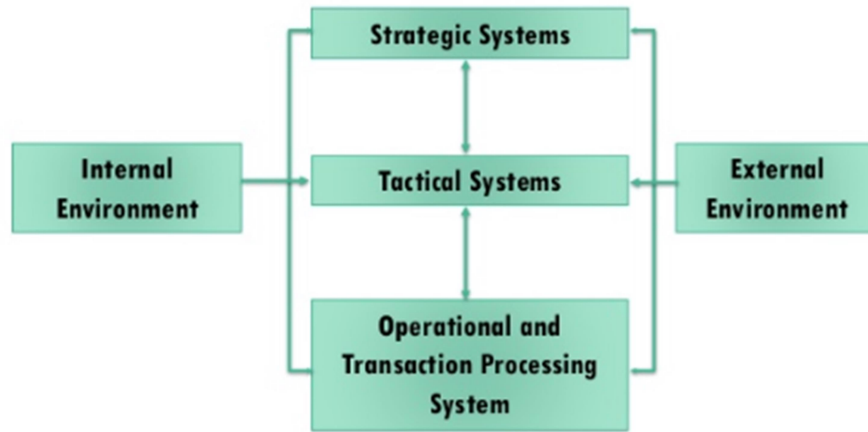 Strategic Systems
Internal
Environment
Tactical Systems
External
Environment
Operational and
Transaction Processing
System